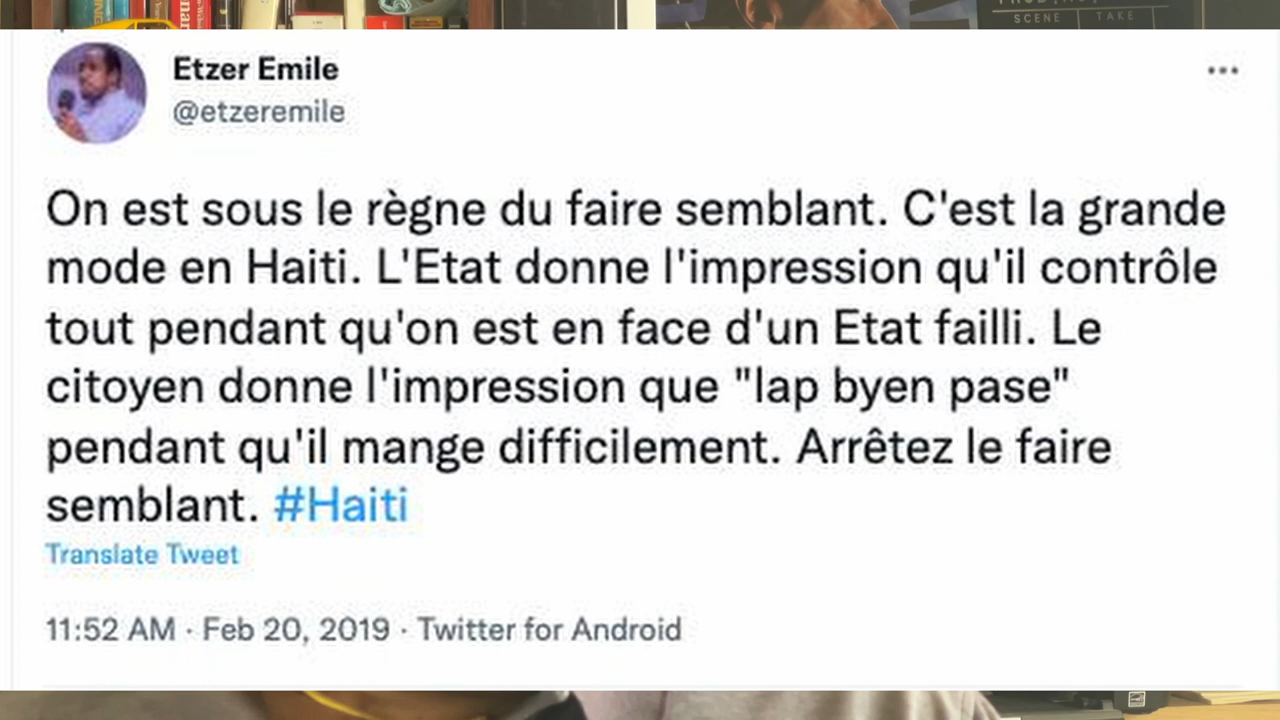 SCENE TAKE
Etzer Emile
@etzeremile
On est sous le règne du faire semblant. C'est la grande
mode en Haiti. L'Etat donne l'impression qu'il contrôle
tout pendant qu'on est en face d'un Etat failli. Le
citoyen donne l'impression que "lap byen pase"
pendant qu'il mange difficilement. Arrêtez le faire
semblant. #Haiti
Translate Tweet
11:52 AM · Feb 20, 2019 · Twitter for Android